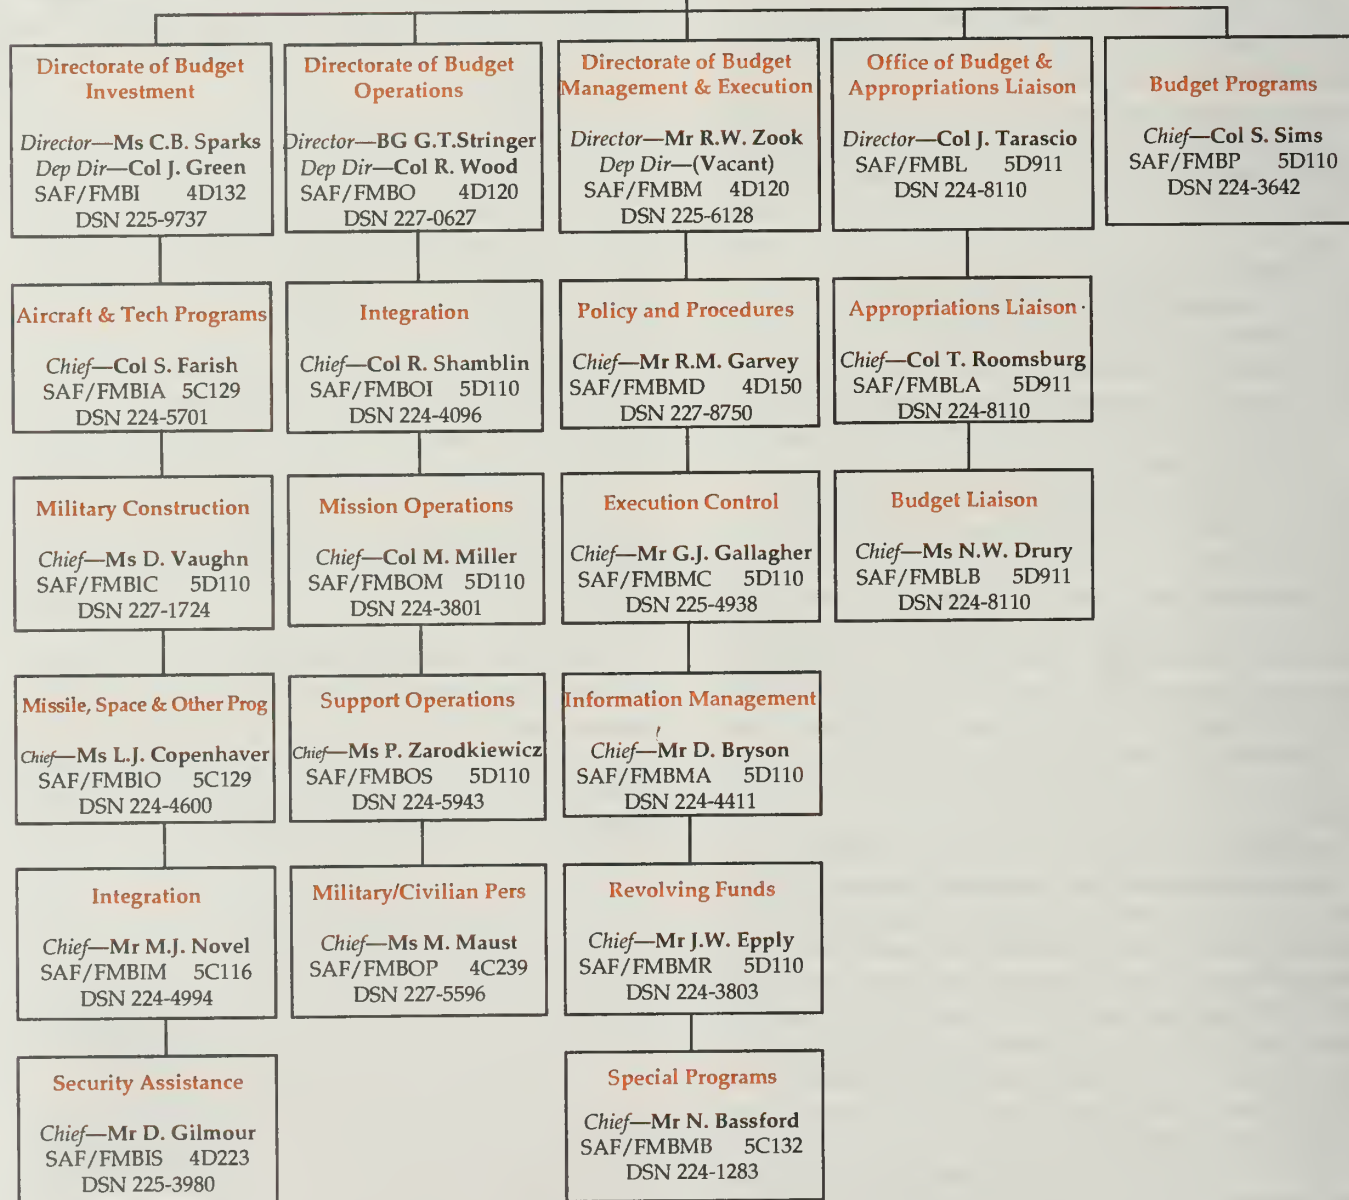 Directorate of Budget
Investment
Director—Ms C.B. Sparks
Dep Dir—Col J. Green
SAF/FMBI 4D132
DSN 225-9737
Aircraft & Tech Programs
Chief—Col S. Farish
SAF/FMBIA 5C129
DSN 224-5701
Military Construction
Chief—Ms D. Vaughn
SAF/FMBIC 5D110
DSN 227-1724
Missile, Space & Other Prog
Chief—Ms L.J. Copenhaver
SAF/FMBIO 5C129
DSN 224-4600
Integration
Chief—Mr M.J. Novel
SAF/FMBIM 5C116
DSN 224-4994
Security Assistance
Chief—Mr D. Gilmour
SAF/FMBIS 4D223
DSN 225-3980
Directorate of Budget
Operations
Director—BG G.T.Stringer
Dep Dir—Col R. Wood
SAF/FMBO 4D120
DSN 227-0627
Integration
Chief—Col R. Shamblin
SAF/FMBOI 5D110
DSN 224-4096
Mission Operations
Chief—Col M. Miller
SAF/FMBOM 5D110
DSN 224-3801
Support Operations
Chief—Ms P. Zarodkiewicz
SAF/FMBOS 5D110
DSN 224-5943
Military/Civilian Pers
Chief—Ms M. Maust
SAF/FMBOP 4C239
DSN 227-5596
Directorate of Budget
Management & Execution
Director—Mr R.W. Zook
Dep Dir—(Vacant)
SAF/FMBM 4D120
DSN 225-6128
Policy and Procedures
Chief—Mr R.M. Garvey
SAF/FMBMD 4D150
DSN 227-8750
Execution Control
Chief—Mr G.J. Gallagher
SAF/FMBMC 5D110
DSN 225-4938
Information Management
Chief—Mr D. Bryson
SAF/FMBMA 5D110
DSN 224-4411
Revolving Funds
Chief—Mr J.W. Epply
SAF/FMBMR 5D110
DSN 224-3803
Special Programs
Chief—Mr N. Bassford
SAF/FMBMB 5C132
DSN 224-1283
Office of Budget &
Appropriations Liaison
Director—Col J. Tarascio
SAF/FMBL 5D911
DSN 224-8110
Appropriations Liaison
Chief—Col T. Roomsburg
SAF/FMBLA 5D911
DSN 224-8110
Budget Liaison
Chief—Ms N.W. Drury
SAF/FMBLB 5D911
DSN 224-8110
Budget Programs
Chief—Col S. Sims
SAF/FMBP 5D110
DSN 224-3642